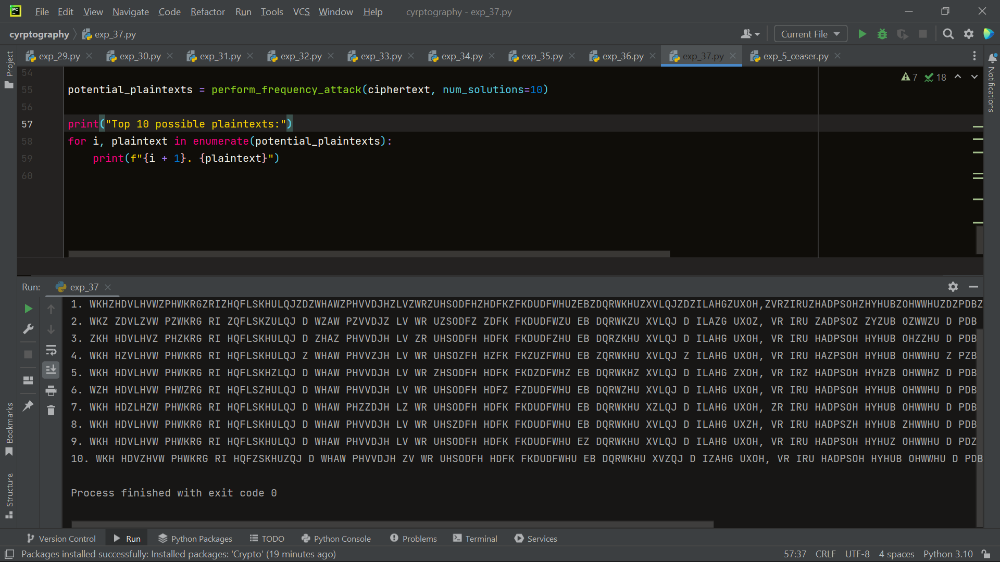 PC File Edit View Navigate Code Refactor Run Tools VCS Window Help cyrptography - exp_37.py
cyrptography exp_37.py Current File
exp_29.py exp_30.py exp_31.py exp_32.py exp_33.py exp_34.py exp_35.py exp_36.py exp_37.py exp_5_ceaser.py
Project
Notifications
54 7 18
55 potential_plaintexts = perform_frequency_attack(ciphertext, num_solutions=10)
56
57 print("Top 10 possible plaintexts:")
58 for i, plaintext in enumerate(potential_plaintexts):
59 print(f"{i + 1}. {plaintext}")
60
Run: exp_37
1. WKHZHDVLHVWZPHWKRGZRIZHQFLSKHULQJZDZWHAWZPHVVDJHZLVZWRZUHSODFHZHDFKZFKDUDFWHUZEBZDQRWKHUZXVLQJZDZILAHGZUXOH,ZVRZIRUZHADPSOHZHYHUBZOHWWHUZDZPDBZ
2. WKZ ZDVLZVW PZWKRG RI ZQFLSKZULQJ D WZAW PZVVDJZ LV WR UZSODFZ ZDFK FKDUDFWZU EB DQRWKZU XVLQJ D ILAZG UXOZ, VR IRU ZADPSOZ ZYZUB OZWWZU D PDB
3. ZKH HDVLHVZ PHZKRG RI HQFLSKHULQJ D ZHAZ PHVVDJH LV ZR UHSODFH HDFK FKDUDFZHU EB DQRZKHU XVLQJ D ILAHG UXOH, VR IRU HADPSOH HYHUB OHZZHU D PDB
4. WKH HZVLHVW PHWKRG RI HQFLSKHULQJ Z WHAW PHVVZJH LV WR UHSOZFH HZFK FKZUZFWHU EB ZQRWKHU XVLQJ Z ILAHG UXOH, VR IRU HAZPSOH HYHUB OHWWHU Z PZB
5. WKH HDVLHVW PHWKRG RI HQFLSKHZLQJ D WHAW PHVVDJH LV WR ZHSODFH HDFK FKDZDFWHZ EB DQRWKHZ XVLQJ D ILAHG ZXOH, VR IRZ HADPSOH HYHZB OHWWHZ D PDB
6. WZH HDVLHVW PHWZRG RI HQFLSZHULQJ D WHAW PHVVDJH LV WR UHSODFH HDFZ FZDUDFWHU EB DQRWZHU XVLQJ D ILAHG UXOH, VR IRU HADPSOH HYHUB OHWWHU D PDB
7. WKH HDZLHZW PHWKRG RI HQFLSKHULQJ D WHAW PHZZDJH LZ WR UHSODFH HDFK FKDUDFWHU EB DQRWKHU XZLQJ D ILAHG UXOH, ZR IRU HADPSOH HYHUB OHWWHU D PDB
8. WKH HDVLHVW PHWKRG RI HQFLSKHULQJ D WHAW PHVVDJH LV WR UHSZDFH HDFK FKDUDFWHU EB DQRWKHU XVLQJ D ILAHG UXZH, VR IRU HADPSZH HYHUB ZHWWHU D PDB
9. WKH HDVLHVW PHWKRG RI HQFLSKHULQJ D WHAW PHVVDJH LV WR UHSODFH HDFK FKDUDFWHU EZ DQRWKHU XVLQJ D ILAHG UXOH, VR IRU HADPSOH HYHUZ OHWWHU D PDZ
10. WKH HDVZHVW PHWKRG RI HQFZSKHUZQJ D WHAW PHVVDJH ZV WR UHSODFH HDFK FKDUDFWHU EB DQRWKHU XVZQJ D IZAHG UXOH, VR IRU HADPSOH HYHUB OHWWHU D PDB
Process finished with exit code 0
Bookmarks
Structure
Version Control Run Python Packages TODO Python Console Problems Terminal Services
Packages installed successfully: Installed packages: 'Crypto' (19 minutes ago) 57:37 CRLF UTF-8 4 spaces Python 3.10